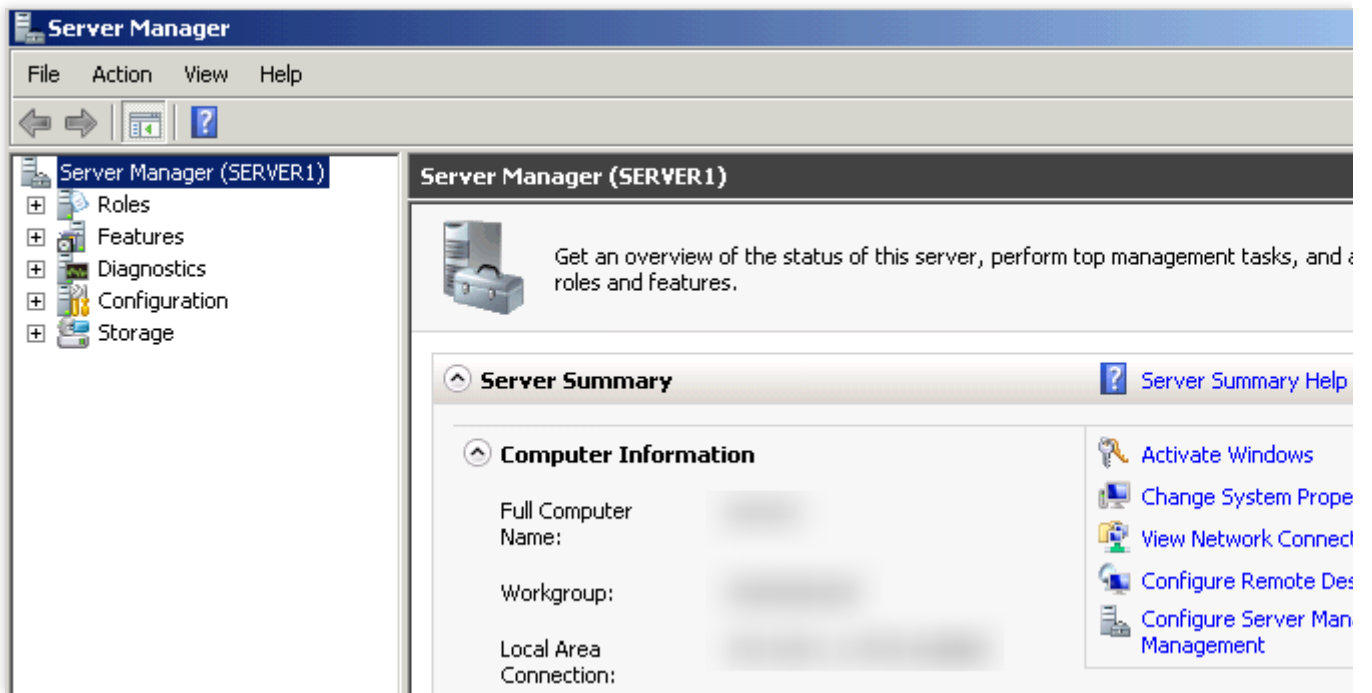 Server Manager
File Action View Help
Server Manager (SERVER1)
Roles
Features
Diagnostics
Configuration
Storage
Server Manager (SERVER1)
Get an overview of the status of this server, perform top management tasks, and a
roles and features.
Server Summary
Server Summary Help
Computer Information
Full Computer
Name:
Workgroup:
Local Area
Connection:
Activate Windows
Change System Prope
View Network Connect
Configure Remote Des
Configure Server Mana
Management